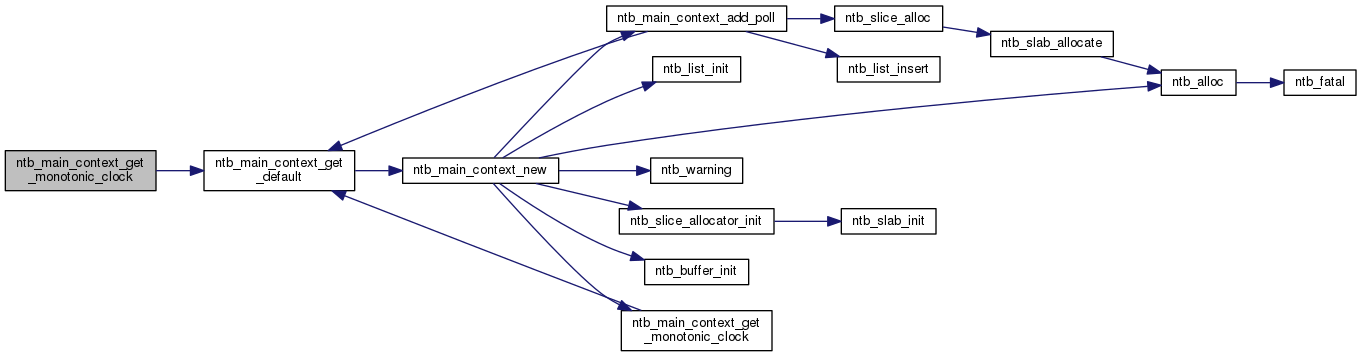 ntb_main_context_get
_monotonic_clock
ntb_main_context_get
_default
ntb_main_context_new
ntb_main_context_add_poll
ntb_list_init
ntb_warning
ntb_slice_allocator_init
ntb_buffer_init
ntb_main_context_get
_monotonic_clock
ntb_slice_alloc
ntb_list_insert
ntb_slab_init
ntb_slab_allocate
ntb_alloc
ntb_fatal